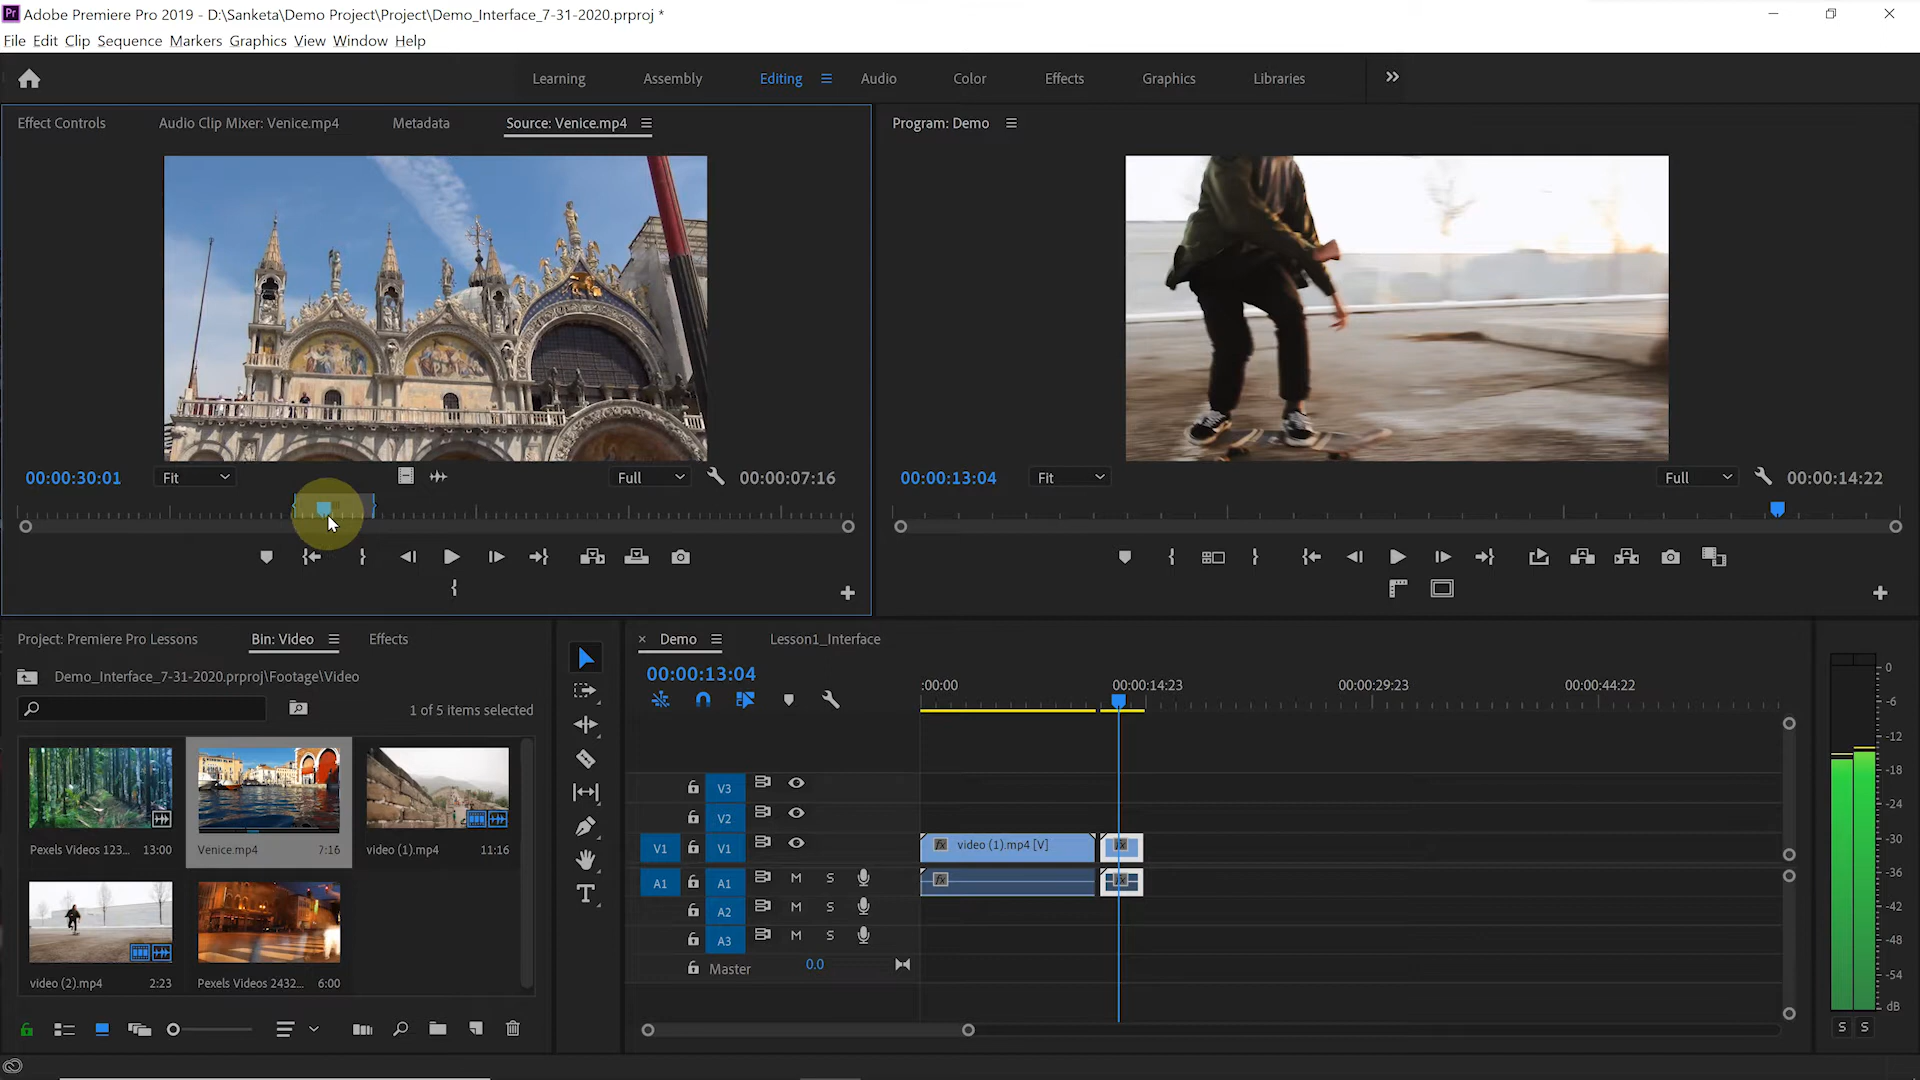 Adobe Premiere Pro 2019 - D:\Sanketa\Demo Project\Project\Demo_Interface_7-31-2020.prproj *
File Edit Clip Sequence Markers Graphics View Window Help
Learning Assembly Editing Audio Color Effects Graphics Libraries
Effect Controls Audio Clip Mixer: Venice.mp4 Metadata Source: Venice.mp4
Program: Demo
00:00:30:01 Fit Full 00:00:07:16
00:00:13:04 Fit Full 00:00:14:22
Project: Premiere Pro Lessons Bin: Video Effects
Demo_Interface_7-31-2020.prproj\Footage\Video
1 of 5 items selected
Pexels Videos 123... 13:00
Venice.mp4 7:16
video (1).mp4 11:16
video (2).mp4 2:23
Pexels Videos 2432... 6:00
Demo Lesson1_Interface
00:00:13:04
:00:00 00:00:14:23 00:00:29:23 00:00:44:22
V3
V2
V1 V1 fx video (1).mp4 [V] fx
A1 A1 M S fx fx
A2 M S
A3 M S
Master 0.0
0
-6
-12
-18
-24
-30
-36
-42
-48
-54
dB
S S